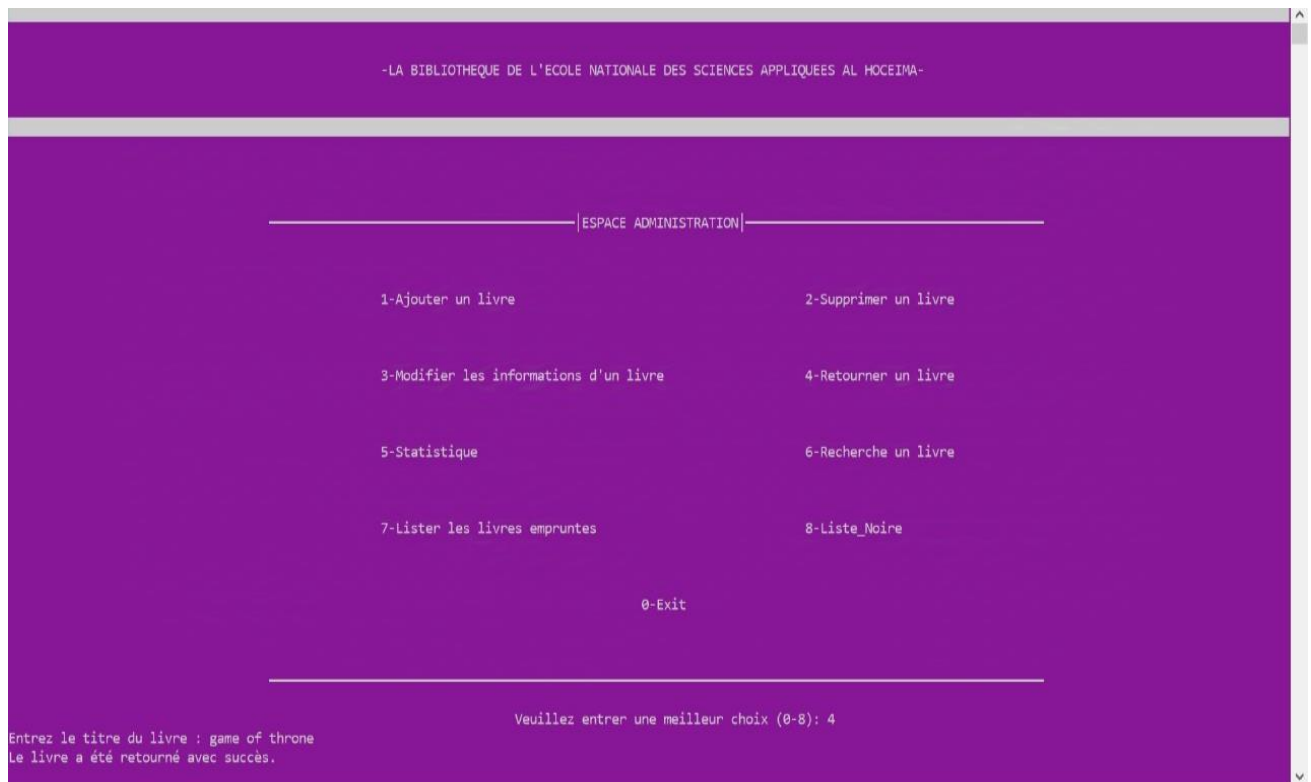 -LA BIBLIOTHEQUE DE L'ECOLE NATIONALE DES SCIENCES APPLIQUEES AL HOCEIMA-
|ESPACE ADMINISTRATION|
1-Ajouter un livre 2-Supprimer un livre
3-Modifier les informations d'un livre 4-Retourner un livre
5-Statistique 6-Recherche un livre
7-Lister les livres empruntes 8-Liste_Noire
0-Exit
Veuillez entrer une meilleur choix (0-8): 4
Entrez le titre du livre : game of throne
Le livre a été retourné avec succès.